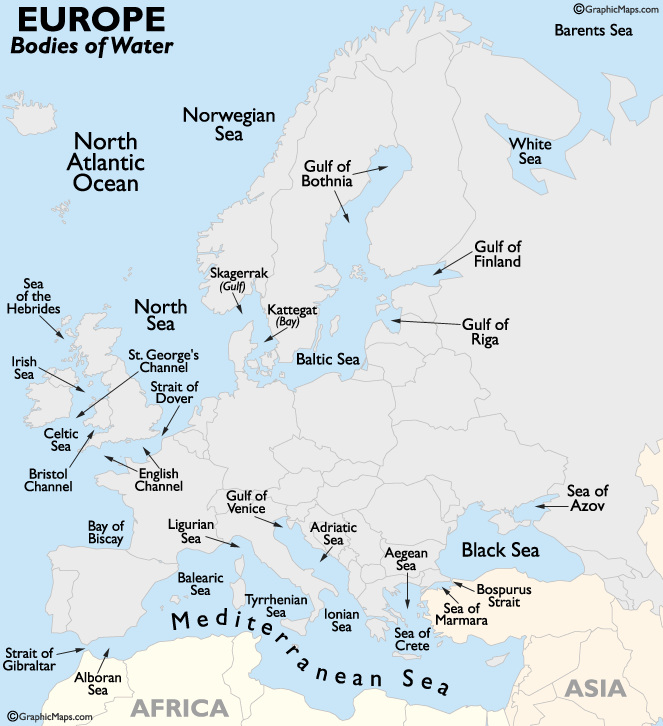 EUROPE
Bodies of Water
©GraphicMaps.com
Barents Sea
Norwegian
Sea
North
Atlantic
Ocean
White
Sea
Gulf of
Bothnia
Gulf of
Finland
Skagerrak
(Gulf)
Sea
of the
Hebrides
North
Sea
Kattegat
(Bay)
Gulf of
Riga
Irish
Sea
St. George's
Channel
Baltic Sea
Strait of
Dover
Celtic
Sea
Bristol
Channel
English
Channel
Gulf of
Venice
Sea of
Azov
Bay of
Biscay
Ligurian
Sea
Adriatic
Sea
Aegean
Sea
Black Sea
Balearic
Sea
Tyrrhenian
Sea
Ionian
Sea
Bospurus
Strait
Sea of
Marmara
Mediterranean Sea
Sea of
Crete
Strait of
Gibraltar
Alboran
Sea
AFRICA
ASIA
©GraphicMaps.com